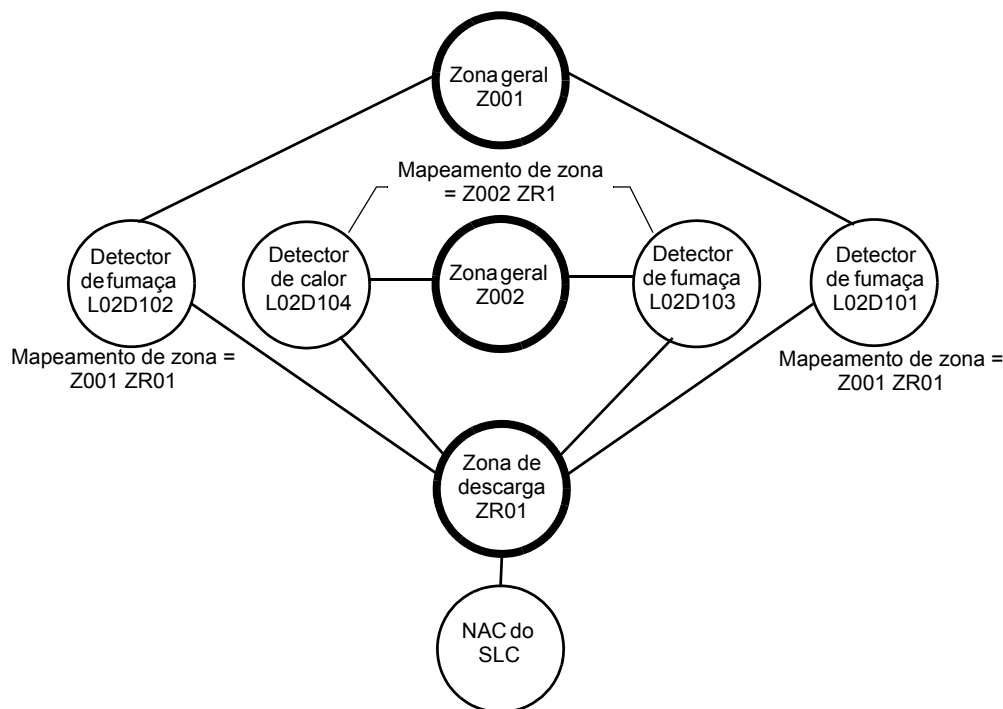 Zona geral
Z001
Mapeamento de zona
= Z002 ZR1
Detector
de fumaça
L02D102
Detector
de calor
L02D104
Zona geral
Z002
Detector
de fumaça
L02D103
Detector
de fumaça
L02D101
Mapeamento de zona =
Z001 ZR01
Mapeamento de zona =
Z001 ZR01
Zona de
descarga
ZR01
NAC do
SLC